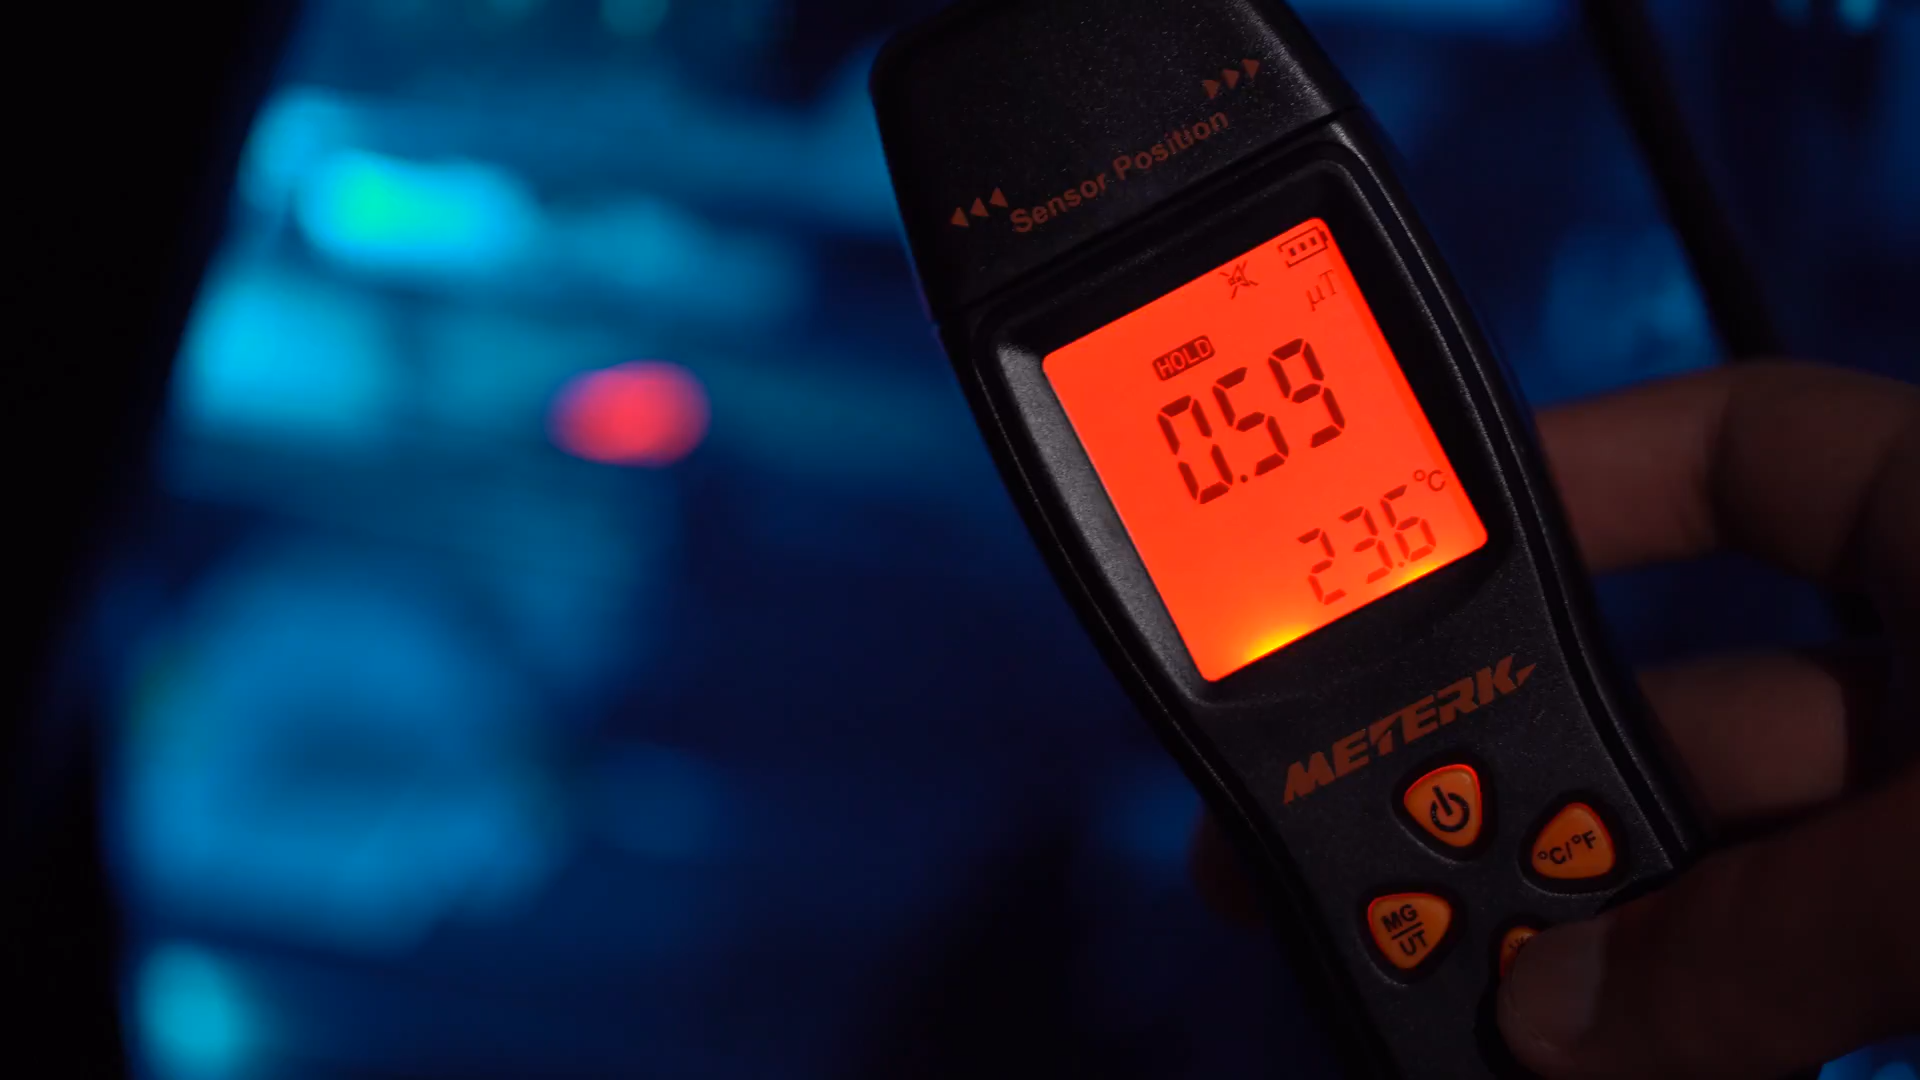 Sensor Position
µT
HOLD
0.59
23.6 °C
METERK
°C/°F
MG
UT